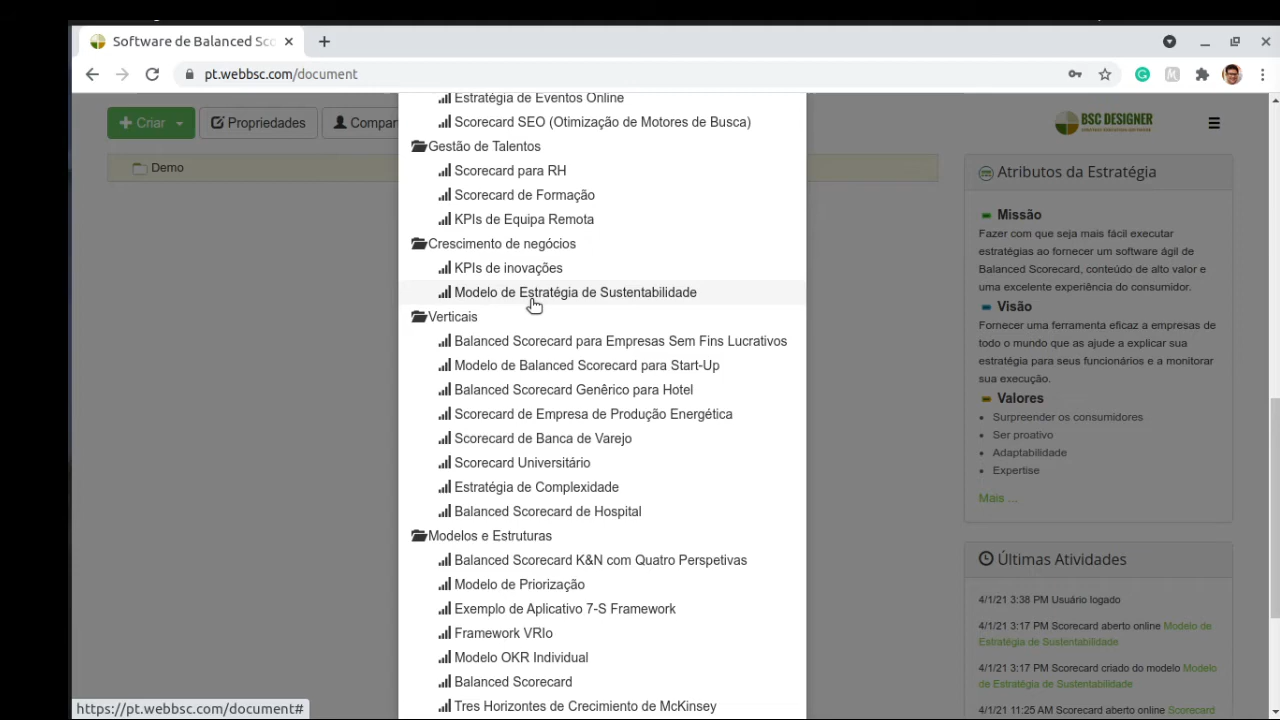 Software de Balanced Sco
pt.webbsc.com/document
Criar
Propriedades
Compar
Demo
Estratégia de Eventos Online
Scorecard SEO (Otimização de Motores de Busca)
Gestão de Talentos
Scorecard para RH
Scorecard de Formação
KPIs de Equipa Remota
Crescimento de negócios
KPIs de inovações
Modelo de Estratégia de Sustentabilidade
Verticais
Balanced Scorecard para Empresas Sem Fins Lucrativos
Modelo de Balanced Scorecard para Start-Up
Balanced Scorecard Genêrico para Hotel
Scorecard de Empresa de Produção Energética
Scorecard de Banca de Varejo
Scorecard Universitário
Estratégia de Complexidade
Balanced Scorecard de Hospital
Modelos e Estruturas
Balanced Scorecard K&N com Quatro Perspetivas
Modelo de Priorização
Exemplo de Aplicativo 7-S Framework
Framework VRIo
Modelo OKR Individual
Balanced Scorecard
Tres Horizontes de Crecimiento de McKinsey
BSC DESIGNER
Atributos da Estratégia
Missão
Fazer com que seja mais fácil executar
estratégias ao fornecer um software ágil de
Balanced Scorecard, conteúdo de alto valor e
uma excelente experiência do consumidor.
Visão
Fornecer uma ferramenta eficaz a empresas de
todo o mundo que as ajude a explicar sua
estratégia para seus funcionários e a monitorar
sua execução.
Valores
Surpreender os consumidores
Ser proativo
Adaptabilidade
Expertise
Mais ...
Últimas Atividades
4/1/21 3:38 PM Usuário logado
4/1/21 3:17 PM Scorecard aberto online Modelo de
Estratégia de Sustentabilidade
4/1/21 3:17 PM Scorecard criado do modelo Modelo
de Estratégia de Sustentabilidade
4/1/21 11:25 AM Scorecard aberto online Scorecard
https://pt.webbsc.com/document#